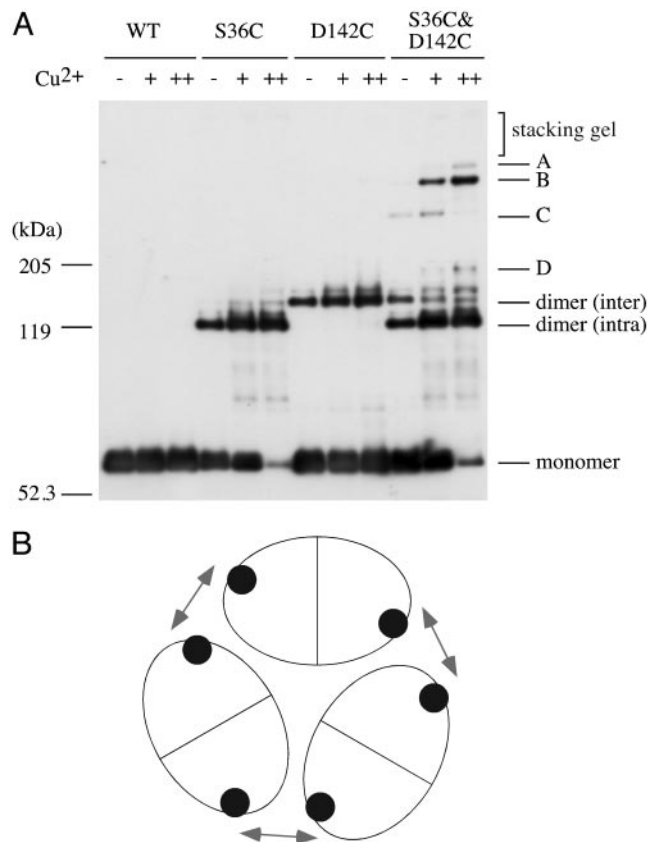 A
WT S36C D142C S36C&
D142C
Cu2+ - + ++ - + ++ - + ++ - + ++
stacking gel
A
B
C
(kDa)
205
D
dimer (inter)
119
dimer (intra)
monomer
52.3
B